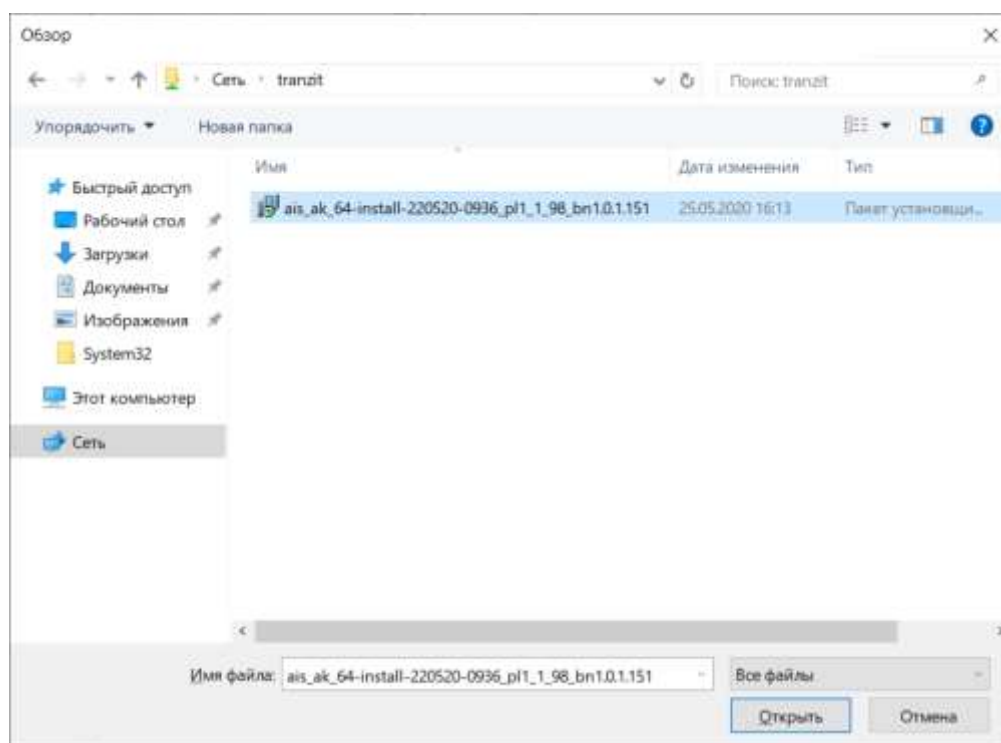 Обзор
Сеть › tranzit
Поиск: tranzit
Упорядочить Новая папка
Имя Дата изменения Тип
Быстрый доступ
ais_ak_64-install-220520-0936_pl1_1_98_bn1.0.1.151 25.05.2020 16:13 Пакет установщи...
Рабочий стол
Загрузки
Документы
Изображения
System32
Этот компьютер
Сеть
Имя файла: ais_ak_64-install-220520-0936_pl1_1_98_bn1.0.1.151 Все файлы
Открыть Отмена